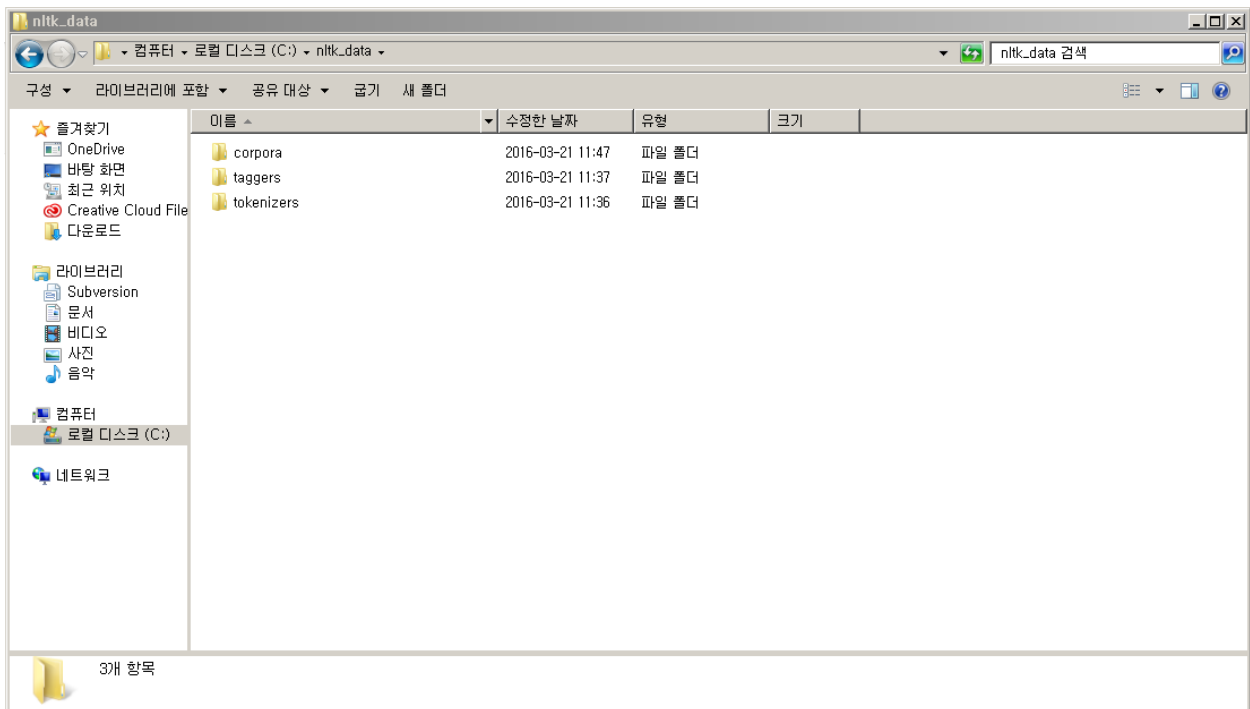 nltk_data
컴퓨터 로컬 디스크 (C:) nltk_data
nltk_data 검색
구성 라이브러리에 포함 공유 대상 굽기 새 폴더
이름 수정한 날짜 유형 크기
corpora 2016-03-21 11:47 파일 폴더
taggers 2016-03-21 11:37 파일 폴더
tokenizers 2016-03-21 11:36 파일 폴더
즐겨찾기
OneDrive
바탕 화면
최근 위치
Creative Cloud File
다운로드
라이브러리
Subversion
문서
비디오
사진
음악
컴퓨터
로컬 디스크 (C:)
네트워크
3개 항목